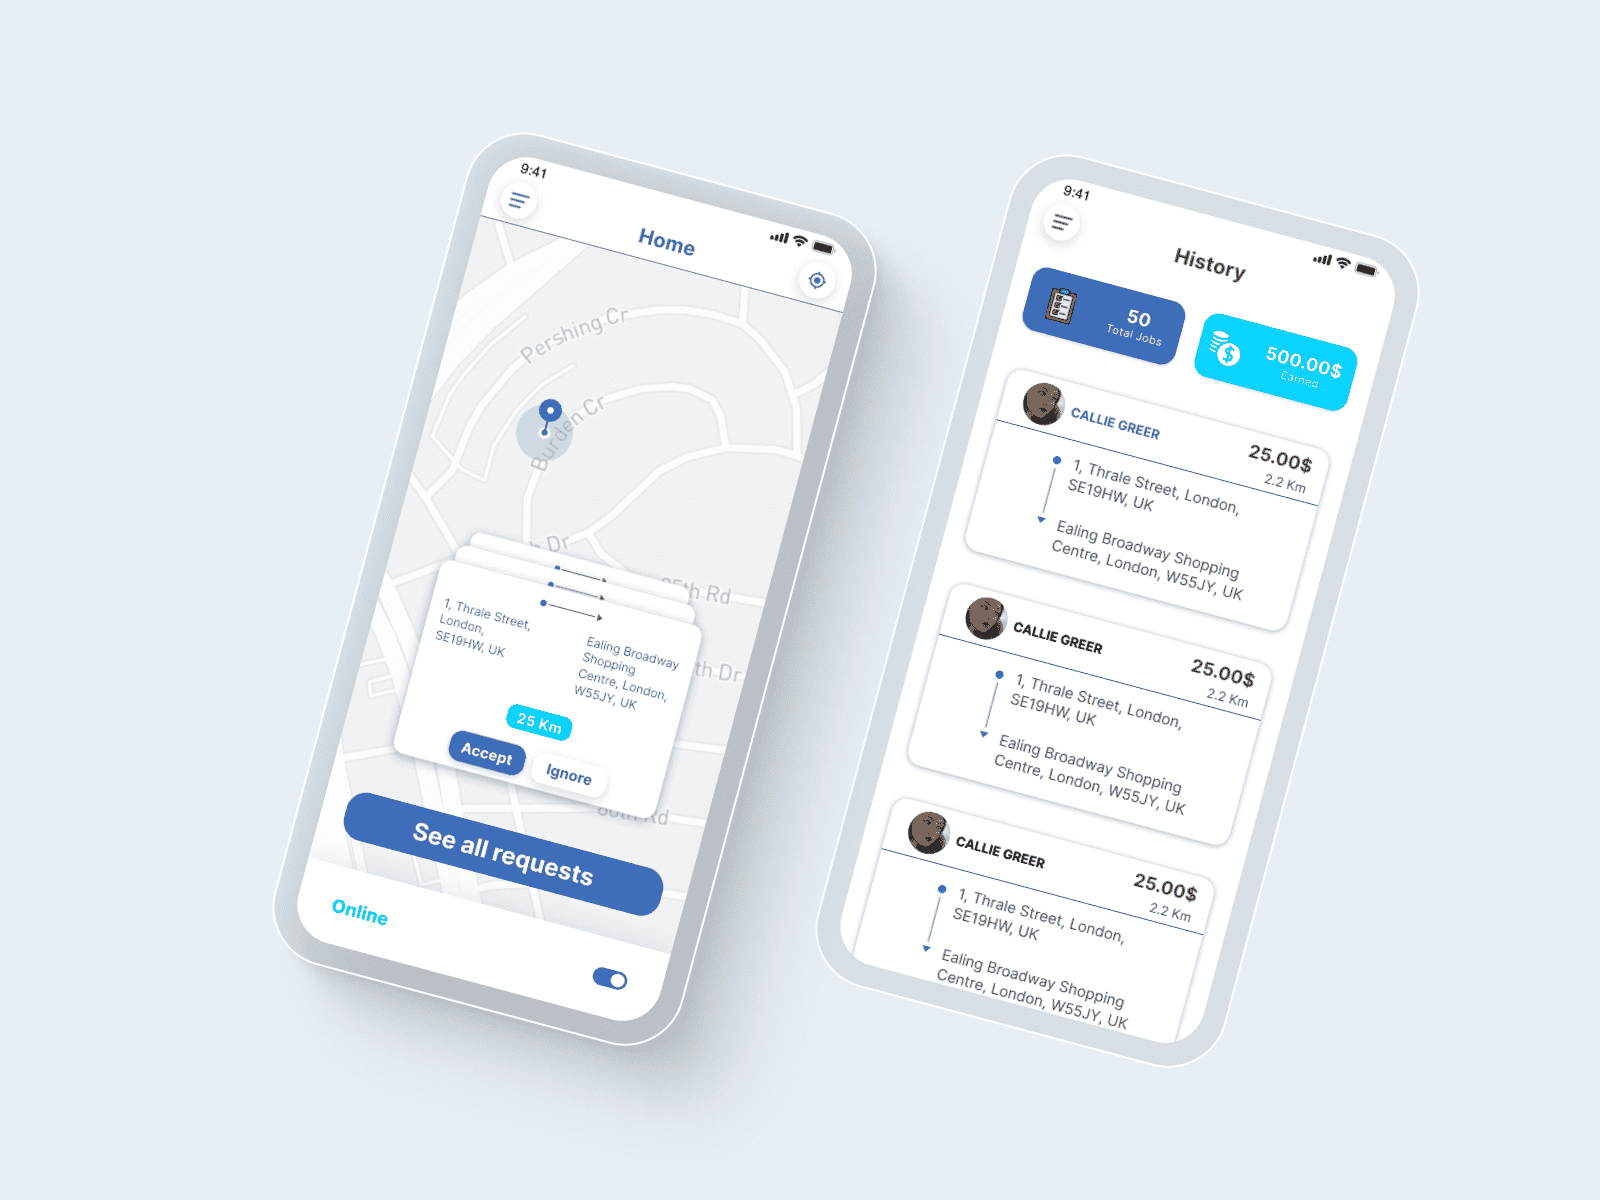 9:41
Home
Pershing Cr
Burden Cr
Dr
th Rd
th Dr
Rd
1, Thrale Street,
London,
SE19HW, UK
Ealing Broadway
Shopping
Centre, London,
W55JY, UK
25 Km
Accept
Ignore
See all requests
Online
9:41
History
50
Total Jobs
500.00$
Earned
CALLIE GREER
25.00$
2.2 Km
1, Thrale Street, London,
SE19HW, UK
Ealing Broadway Shopping
Centre, London, W55JY, UK
CALLIE GREER
25.00$
2.2 Km
1, Thrale Street, London,
SE19HW, UK
Ealing Broadway Shopping
Centre, London, W55JY, UK
CALLIE GREER
25.00$
2.2 Km
1, Thrale Street, London,
SE19HW, UK
Ealing Broadway Shopping
Centre, London, W55JY, UK